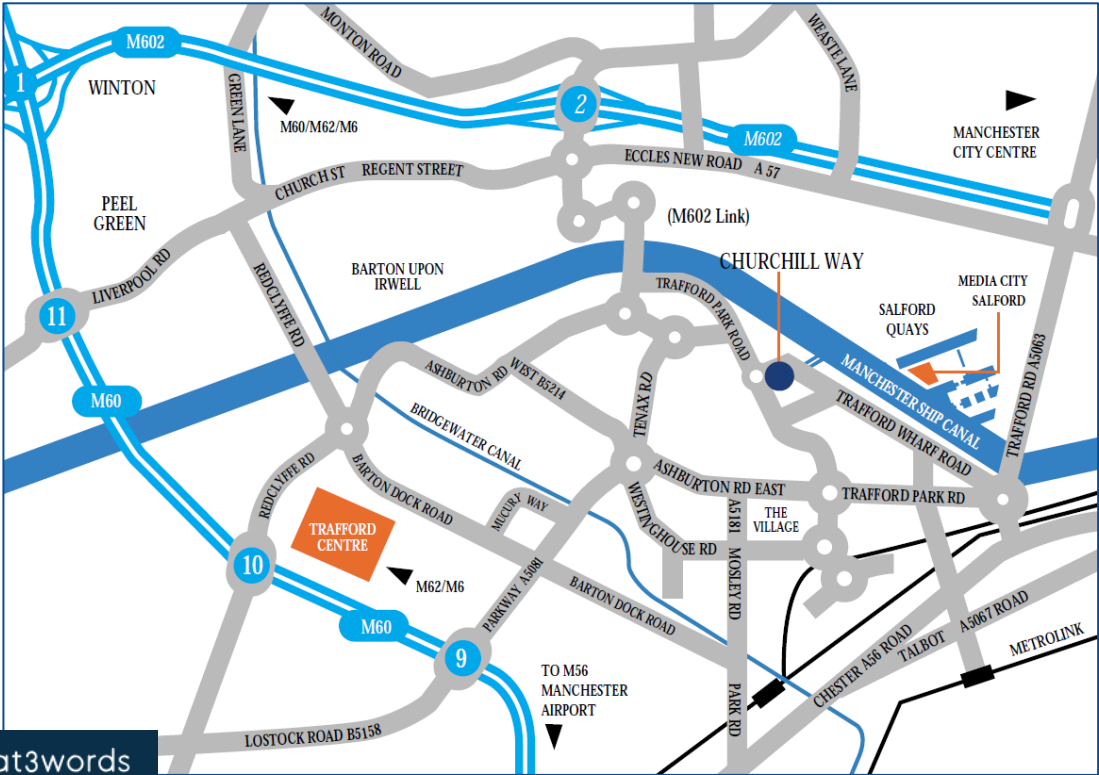 MONTON ROAD
M602
WEASTE LANE
1
WINTON
GREEN LANE
2
M60/M62/M6
M602
MANCHESTER
CITY CENTRE
ECCLES NEW ROAD A 57
CHURCH ST REGENT STREET
PEEL
GREEN
(M602 Link)
LIVERPOOL RD
REDCLYFFE RD
BARTON UPON
IRWELL
CHURCHILL WAY
MEDIA CITY
SALFORD
TRAFFORD PARK ROAD
SALFORD
QUAYS
11
TRAFFORD RD A5063
MANCHESTER SHIP CANAL
ASHBURTON RD WEST B5214
M60
TENAX RD
TRAFFORD WHARF ROAD
BRIDGEWATER CANAL
REDCLYFFE RD
BARTON DOCK ROAD
ASHBURTON RD EAST
TRAFFORD PARK RD
MUCURY WAY
WESTINGHOUSE RD
A5181 MOSLEY RD
THE
VILLAGE
TRAFFORD
CENTRE
10
M62/M6
PARKWAY A5081
BARTON DOCK ROAD
M60
9
CHESTER A56 ROAD
TALBOT A5067 ROAD
METROLINK
TO M56
MANCHESTER
AIRPORT
PARK RD
LOSTOCK ROAD B5158
at3words